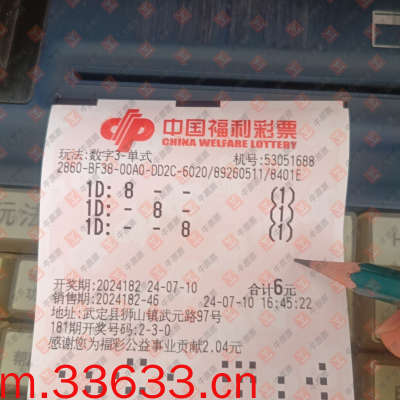 中国福利彩票
CHINA WELFARE LOTTERY
玩法:数字3-单式 机号:53051688
2860-BF38-00A0-DD2C-6020/89260511/8401E
1D: 8 - - (1)
1D: - 8 - (1)
1D: - - 8 (1)
开奖期:2024182 24-07-10 合计6元
销售期:2024182-46 24-07-10 16:45:22
地址:武定县狮山镇武元路97号
181期开奖号码:2-3-0
感谢您为福彩公益事业贡献2.04元
m.33633.cn